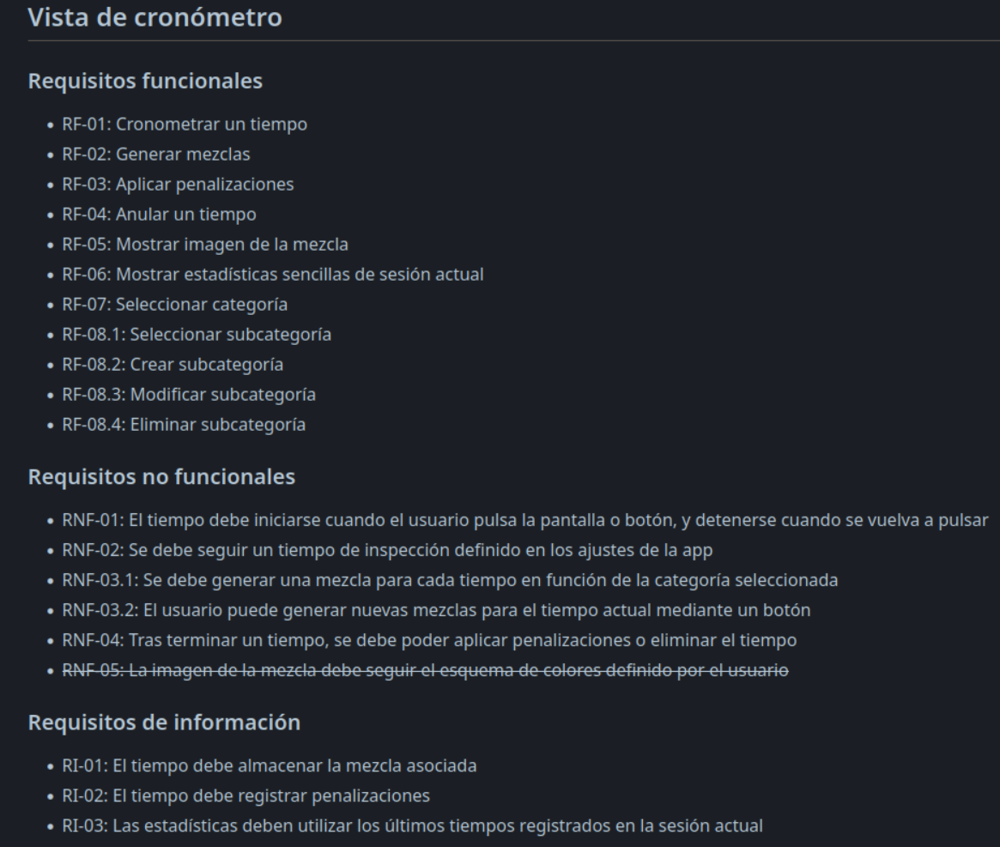 Vista de cronómetro
Requisitos funcionales
• RF-01: Cronometrar un tiempo
• RF-02: Generar mezclas
• RF-03: Aplicar penalizaciones
• RF-04: Anular un tiempo
• RF-05: Mostrar imagen de la mezcla
• RF-06: Mostrar estadísticas sencillas de sesión actual
• RF-07: Seleccionar categoría
• RF-08.1: Seleccionar subcategoría
• RF-08.2: Crear subcategoría
• RF-08.3: Modificar subcategoría
• RF-08.4: Eliminar subcategoría
Requisitos no funcionales
• RNF-01: El tiempo debe iniciarse cuando el usuario pulsa la pantalla o botón, y detenerse cuando se vuelva a pulsar
• RNF-02: Se debe seguir un tiempo de inspección definido en los ajustes de la app
• RNF-03.1: Se debe generar una mezcla para cada tiempo en función de la categoría seleccionada
• RNF-03.2: El usuario puede generar nuevas mezclas para el tiempo actual mediante un botón
• RNF-04: Tras terminar un tiempo, se debe poder aplicar penalizaciones o eliminar el tiempo
• RNF-05: La imagen de la mezcla debe seguir el esquema de colores definido por el usuario
Requisitos de información
• RI-01: El tiempo debe almacenar la mezcla asociada
• RI-02: El tiempo debe registrar penalizaciones
• RI-03: Las estadísticas deben utilizar los últimos tiempos registrados en la sesión actual